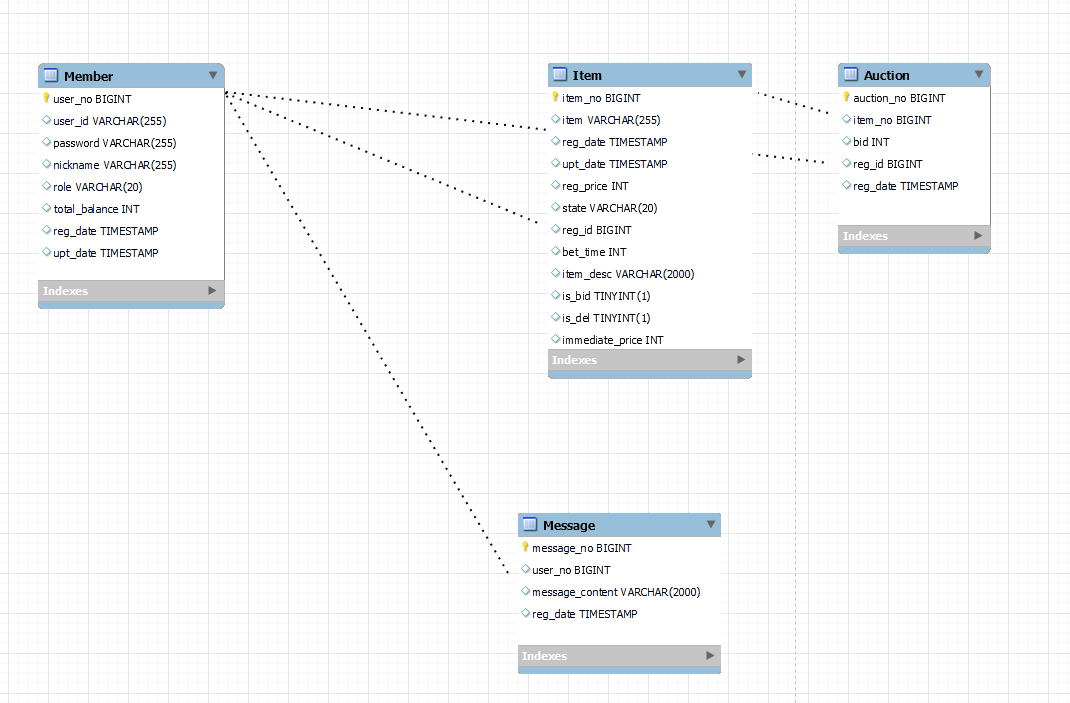 Member
user_no BIGINT
user_id VARCHAR(255)
password VARCHAR(255)
nickname VARCHAR(255)
role VARCHAR(20)
total_balance INT
reg_date TIMESTAMP
upt_date TIMESTAMP
Indexes
Item
item_no BIGINT
item VARCHAR(255)
reg_date TIMESTAMP
upt_date TIMESTAMP
reg_price INT
state VARCHAR(20)
reg_id BIGINT
bet_time INT
item_desc VARCHAR(2000)
is_bid TINYINT(1)
is_del TINYINT(1)
immediate_price INT
Indexes
Auction
auction_no BIGINT
item_no BIGINT
bid INT
reg_id BIGINT
reg_date TIMESTAMP
Indexes
Message
message_no BIGINT
user_no BIGINT
message_content VARCHAR(2000)
reg_date TIMESTAMP
Indexes